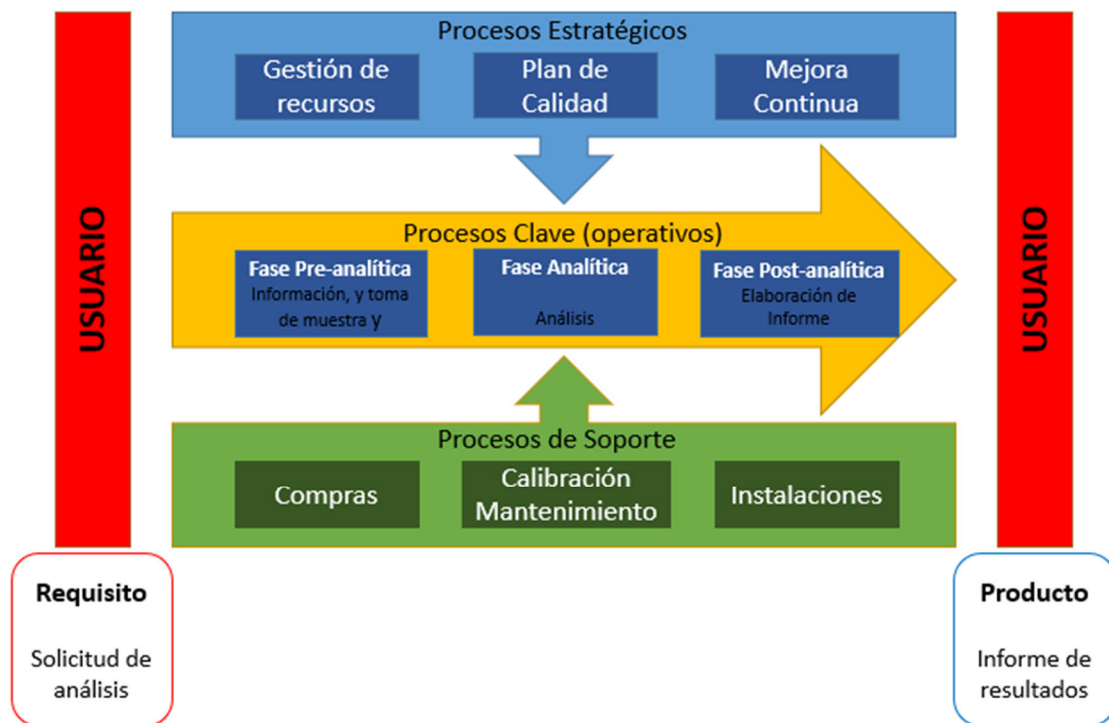 Procesos Estratégicos
Gestión de
recursos
Plan de
Calidad
Mejora
Continua
USUARIO
Procesos Clave (operativos)
Fase Pre-analítica
Información, y toma
de muestra y
Fase Analítica
Análisis
Fase Post-analítica
Elaboración de
Informe
USUARIO
Procesos de Soporte
Compras
Calibración
Mantenimiento
Instalaciones
Requisito
Solicitud de
análisis
Producto
Informe de
resultados